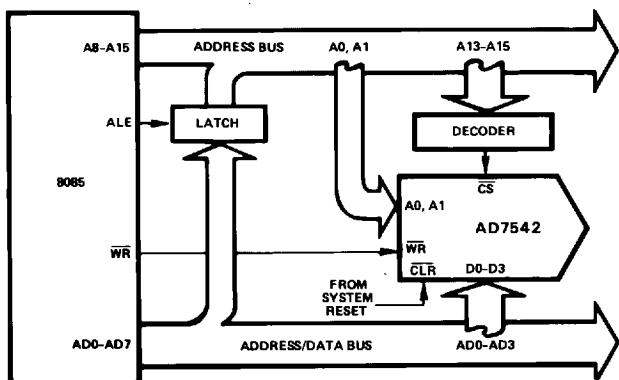 A8-A15
ADDRESS BUS
A0, A1
A13-A15
ALE
LATCH
DECODER
8085
CS
A0, A1
AD7542
WR
WR
CLR
D0-D3
FROM
SYSTEM
RESET
AD0-AD7
ADDRESS/DATA BUS
AD0-AD3